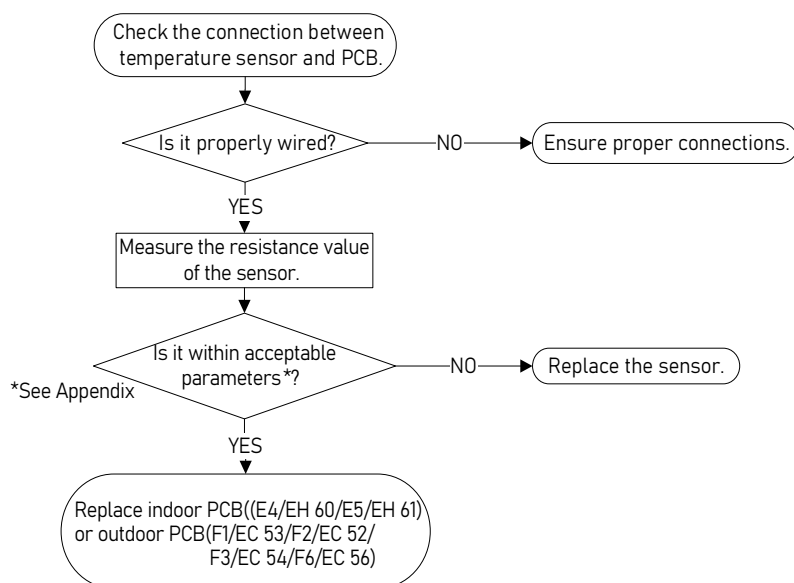 Check the connection between
temperature sensor and PCB.
Is it properly wired?
NO
Ensure proper connections.
YES
Measure the resistance value
of the sensor.
Is it within acceptable
parameters*?
NO
Replace the sensor.
*See Appendix
YES
Replace indoor PCB((E4/EH 60/E5/EH 61)
or outdoor PCB(F1/EC 53/F2/EC 52/
F3/EC 54/F6/EC 56)